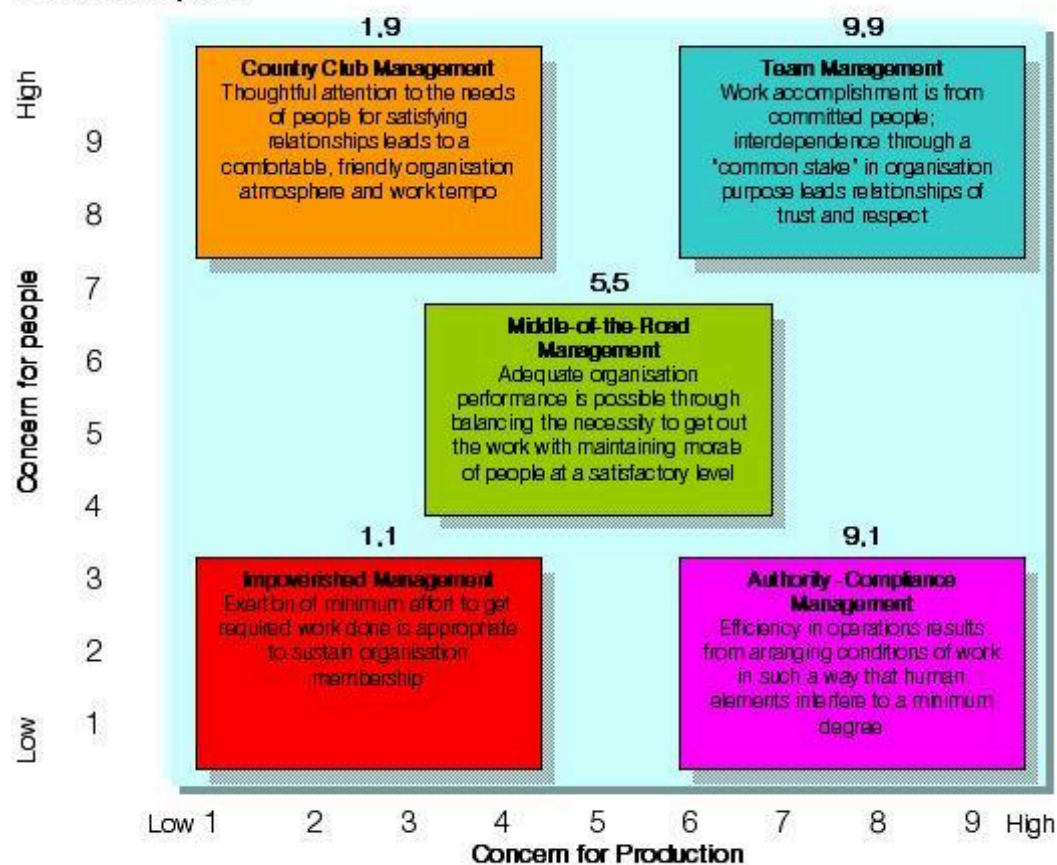 1,9
Country Club Management
Thoughtful attention to the needs
of people for satisfying
relationships leads to a
comfortable, friendly organisation
atmosphere and work tempo
9,9
Team Management
Work accomplishment is from
committed people;
interdependence through a
"common stake" in organisation
purpose leads relationships of
trust and respect
5,5
Middle-of-the-Road
Management
Adequate organisation
performance is possible through
balancing the necessity to get out
the work with maintaining morale
of people at a satisfactory level
1,1
Impoverished Management
Exertion of minimum effort to get
required work done is appropriate
to sustain organisation
membership
9,1
Authority-Compliance
Management
Efficiency in operations results
from arranging conditions of work
in such a way that human
elements interfere to a minimum
degree
High
Concern for people
Low
9
8
7
6
5
4
3
2
1
Low 1 2 3 4 5 6 7 8 9 High
Concern for Production